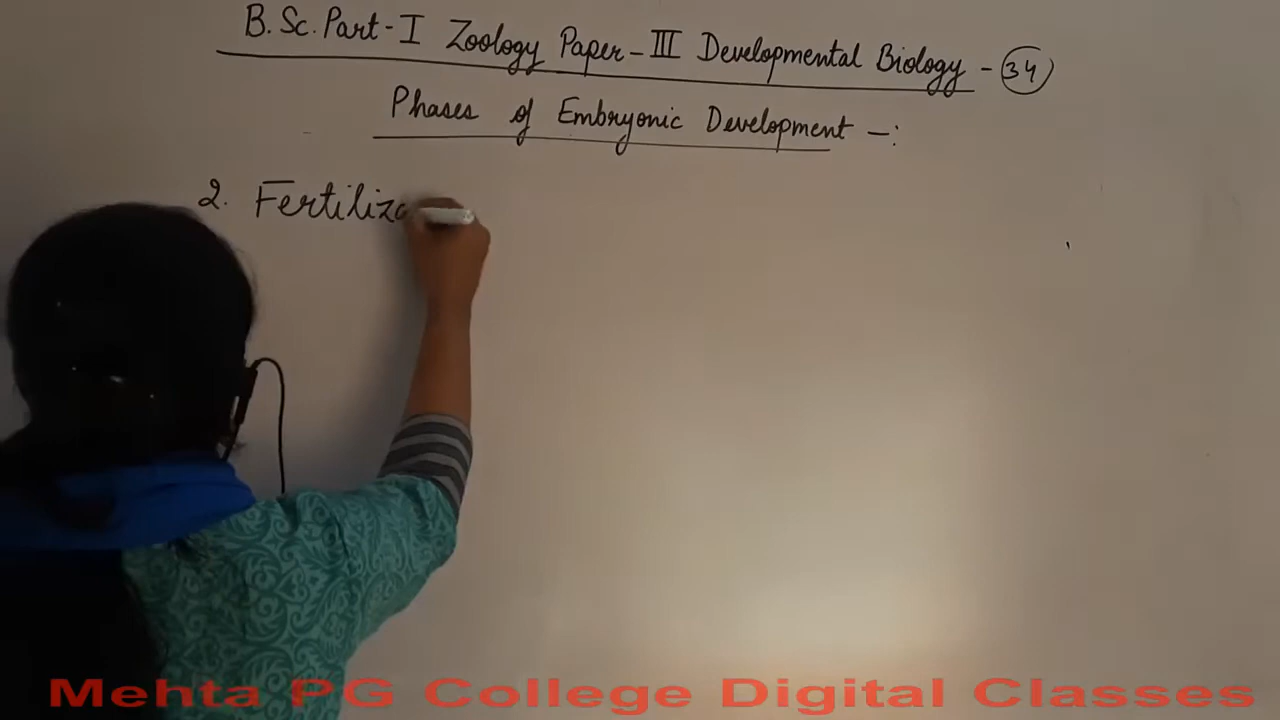 B.Sc. Part-I Zoology Paper-III Developmental Biology - 34
Phases of Embryonic Development -:
2. Fertiliza
Mehta PG College Digital Classes